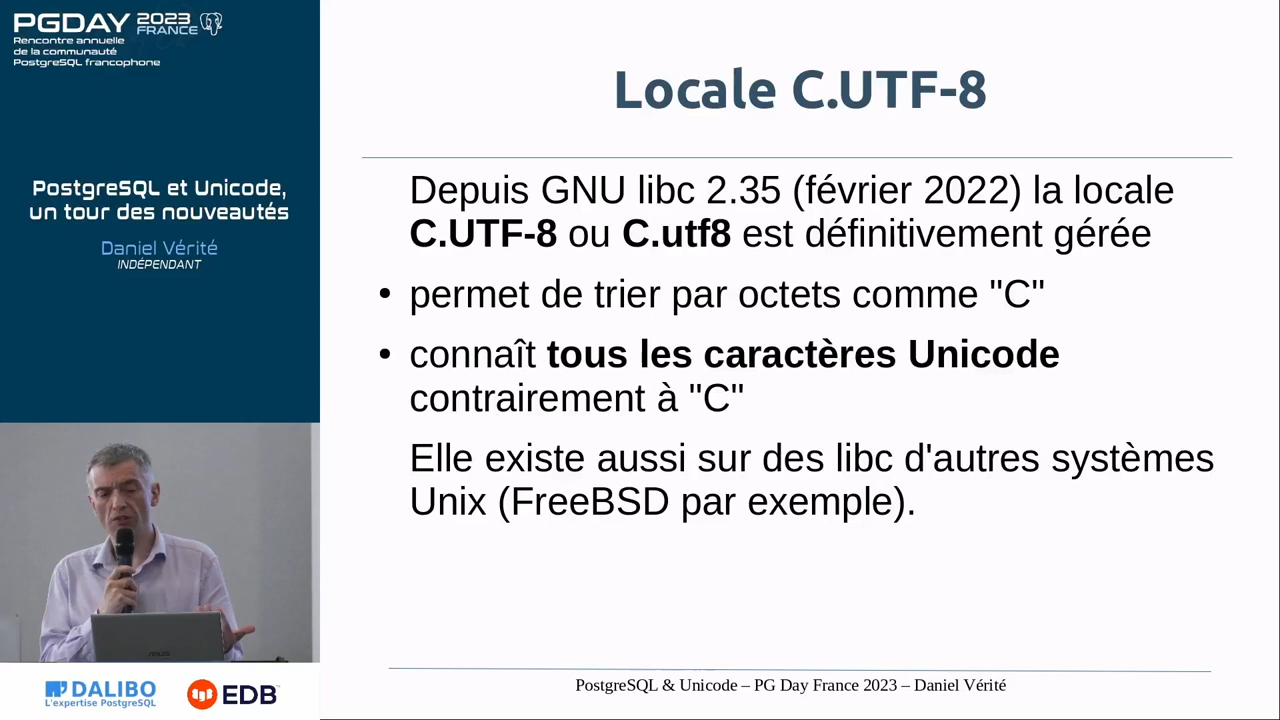 PGDAY 2023 FRANCE
Rencontre annuelle
de la communauté
PostgreSQL francophone
PostgreSQL et Unicode,
un tour des nouveautés
Daniel Vérité
INDÉPENDANT
Locale C.UTF-8
Depuis GNU libc 2.35 (février 2022) la locale
C.UTF-8 ou C.utf8 est définitivement gérée
• permet de trier par octets comme "C"
• connaît tous les caractères Unicode
contrairement à "C"
Elle existe aussi sur des libc d'autres systèmes
Unix (FreeBSD par exemple).
PostgreSQL & Unicode – PG Day France 2023 – Daniel Vérité
ASUS
DALIBO
L'expertise PostgreSQL
EDB